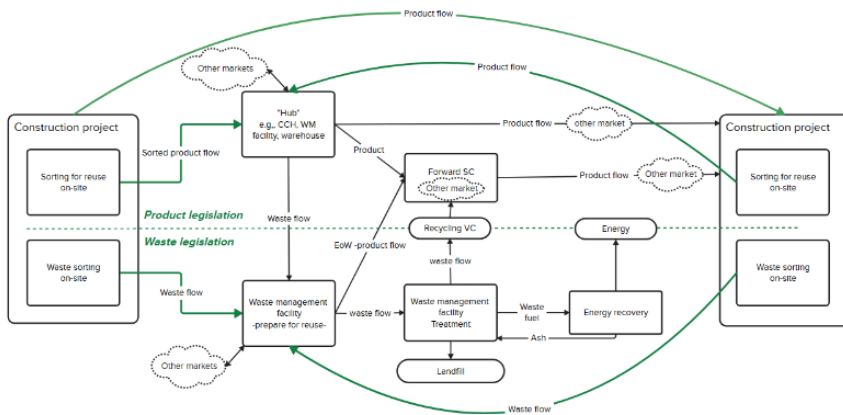 Product flow
Other markets
Product flow
Construction project
"Hub"
e.g., CCH, WM
facility, warehouse
Product flow
other market
Construction project
Sorting for reuse
on-site
Sorted product flow
Product
Forward SC
Other market
Product flow
Other
Market
Sorting for reuse
on-site
Product legislation
Waste flow
Waste legislation
EoW -product flow
Recycling VC
Energy
Waste sorting
on-site
Waste flow
waste flow
Waste sorting
on-site
Waste management
facility
-prepare for reuse-
waste flow
Waste management
facility
Treatment
Waste
fuel
Energy recovery
Ash
Other markets
Landfill
Waste flow